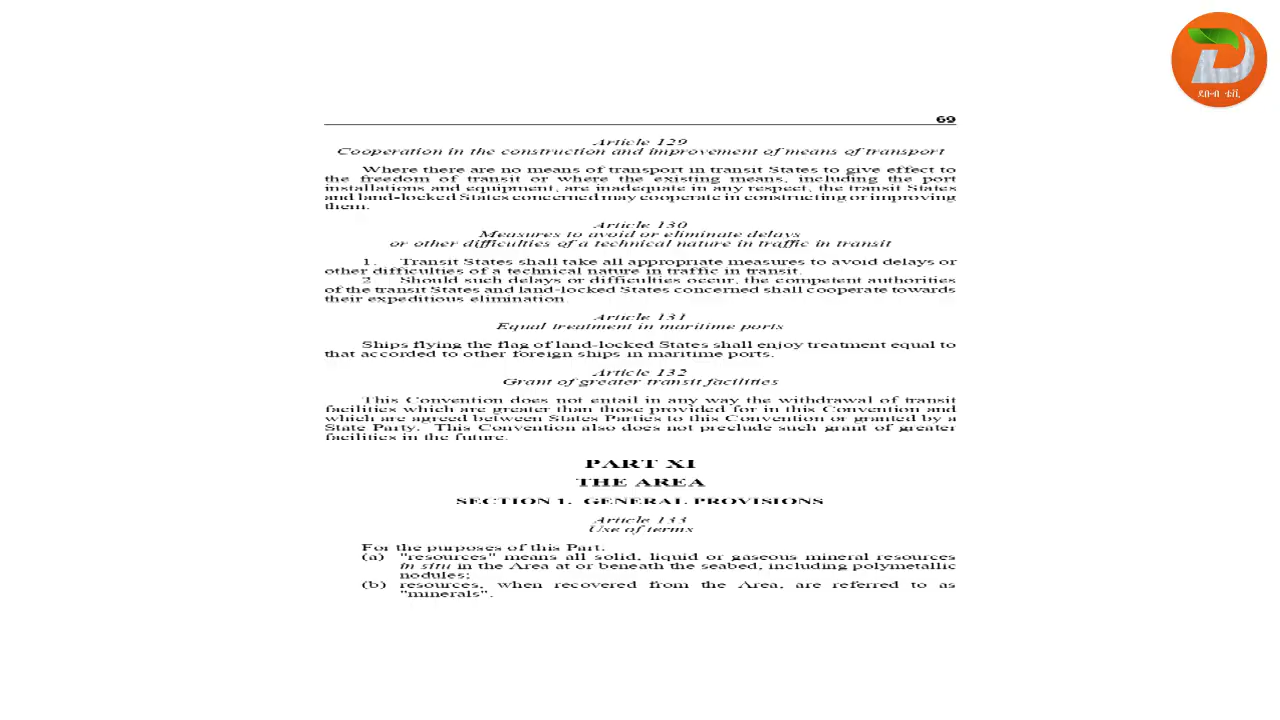 ደቡብ ቲቪ
69
Article 129
Cooperation in the construction and improvement of means of transport
Where there are no means of transport in transit States to give effect to
the freedom of transit or where the existing means, including the port
installations and equipment, are inadequate in any respect, the transit States
and land-locked States concerned may cooperate in constructing or improving
them.
Article 130
Measures to avoid or eliminate delays
or other difficulties of a technical nature in traffic in transit
1. Transit States shall take all appropriate measures to avoid delays or
other difficulties of a technical nature in traffic in transit.
2. Should such delays or difficulties occur, the competent authorities
of the transit States and land-locked States concerned shall cooperate towards
their expeditious elimination.
Article 131
Equal treatment in maritime ports
Ships flying the flag of land-locked States shall enjoy treatment equal to
that accorded to other foreign ships in maritime ports.
Article 132
Grant of greater transit facilities
This Convention does not entail in any way the withdrawal of transit
facilities which are greater than those provided for in this Convention and
which are agreed between States Parties to this Convention or granted by a
State Party. This Convention also does not preclude such grant of greater
facilities in the future.
PART XI
THE AREA
SECTION 1. GENERAL PROVISIONS
Article 133
Use of terms
For the purposes of this Part:
(a) "resources" means all solid, liquid or gaseous mineral resources
in situ in the Area at or beneath the seabed, including polymetallic
nodules;
(b) resources, when recovered from the Area, are referred to as
"minerals".